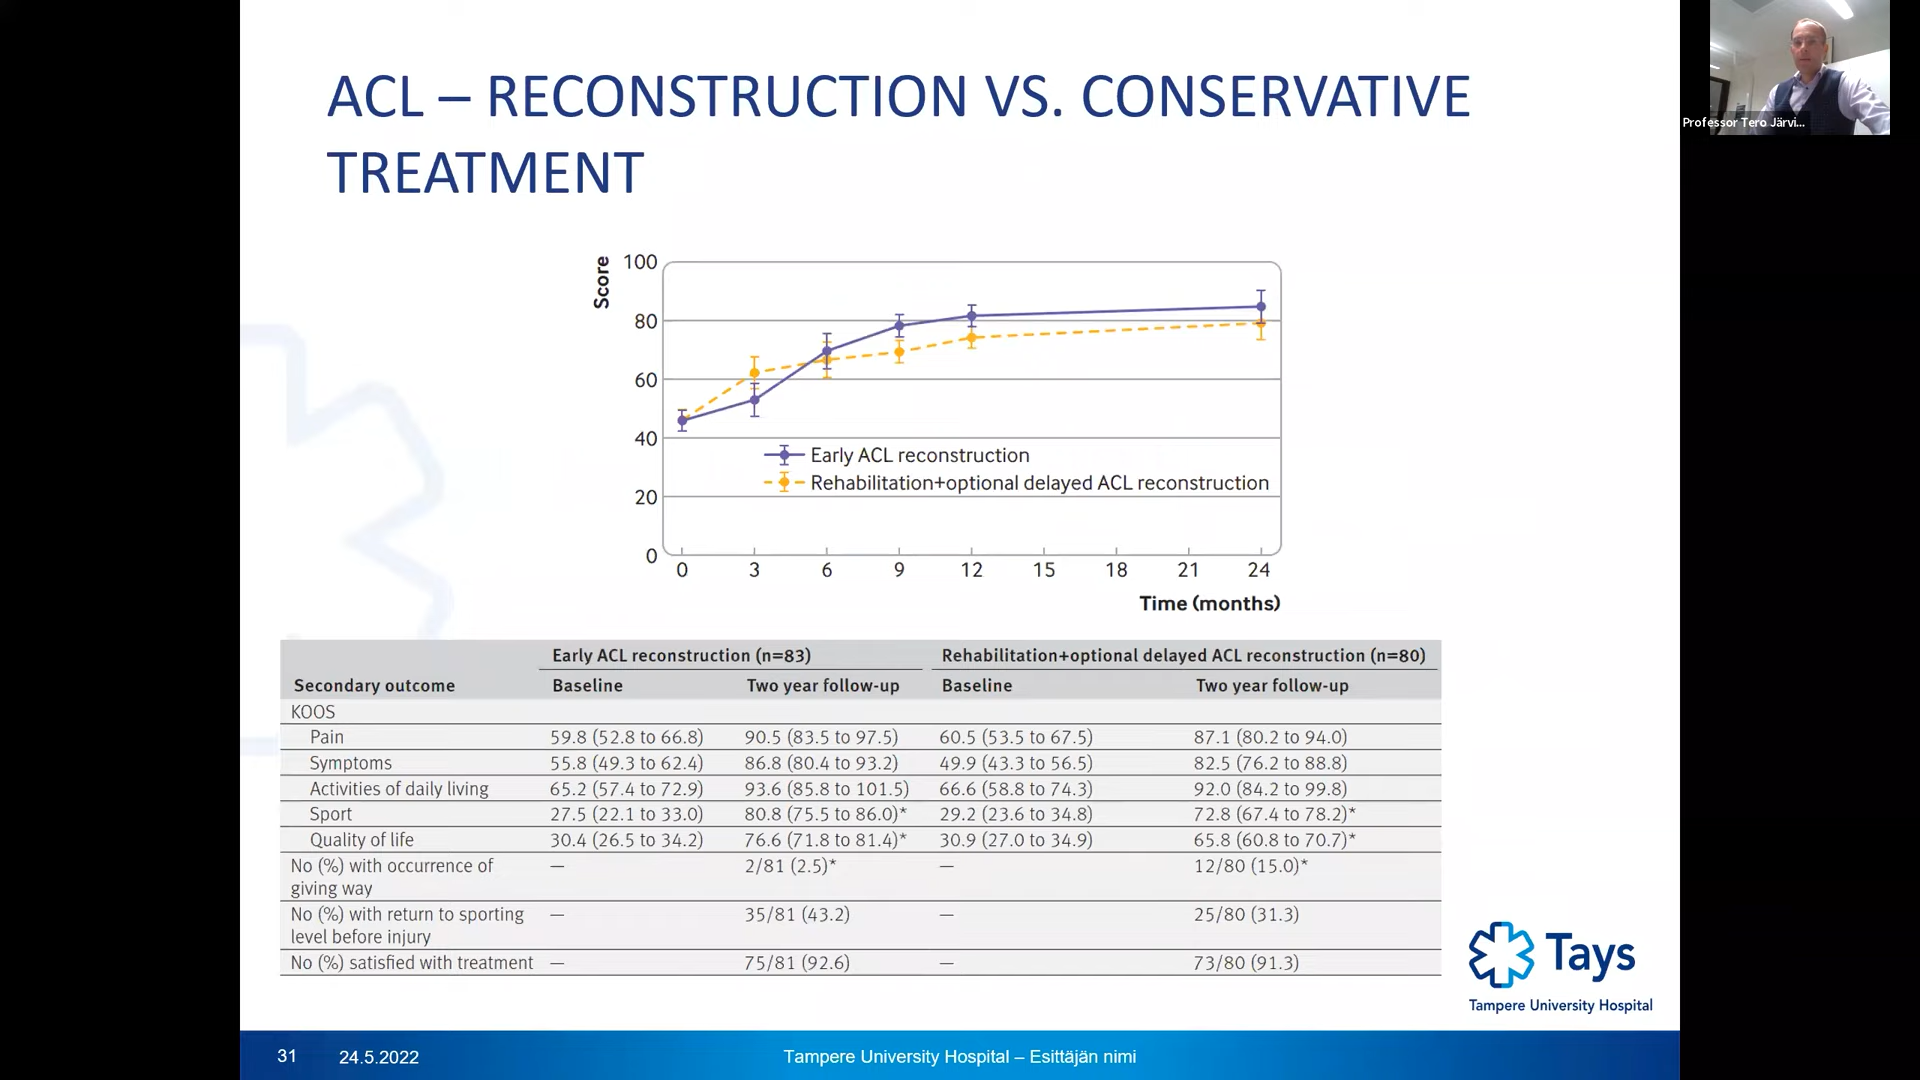 ACL – RECONSTRUCTION VS. CONSERVATIVE
TREATMENT
Professor Tero Järvi...
Score
100
80
60
40
20
0
Early ACL reconstruction
Rehabilitation+optional delayed ACL reconstruction
0 3 6 9 12 15 18 21 24
Time (months)
Early ACL reconstruction (n=83) Rehabilitation+optional delayed ACL reconstruction (n=80)
Secondary outcome Baseline Two year follow-up Baseline Two year follow-up
KOOS
Pain 59.8 (52.8 to 66.8) 90.5 (83.5 to 97.5) 60.5 (53.5 to 67.5) 87.1 (80.2 to 94.0)
Symptoms 55.8 (49.3 to 62.4) 86.8 (80.4 to 93.2) 49.9 (43.3 to 56.5) 82.5 (76.2 to 88.8)
Activities of daily living 65.2 (57.4 to 72.9) 93.6 (85.8 to 101.5) 66.6 (58.8 to 74.3) 92.0 (84.2 to 99.8)
Sport 27.5 (22.1 to 33.0) 80.8 (75.5 to 86.0)* 29.2 (23.6 to 34.8) 72.8 (67.4 to 78.2)*
Quality of life 30.4 (26.5 to 34.2) 76.6 (71.8 to 81.4)* 30.9 (27.0 to 34.9) 65.8 (60.8 to 70.7)*
No (%) with occurrence of — 2/81 (2.5)* — 12/80 (15.0)*
giving way
No (%) with return to sporting — 35/81 (43.2) — 25/80 (31.3)
level before injury
No (%) satisfied with treatment — 75/81 (92.6) — 73/80 (91.3)
Tays
Tampere University Hospital
31 24.5.2022 Tampere University Hospital – Esittäjän nimi